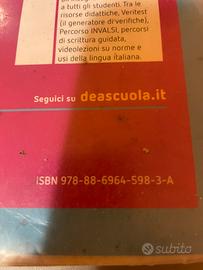 a tutti gli studenti. Tra le
risorse didattiche, Veritest
(il generatore di verifiche),
Percorso INVALSI, percorsi
di scrittura guidata,
videolezioni su norme e
usi della lingua italiana.
Seguici su deascuola.it
ISBN 978-88-6964-598-3-A
subito